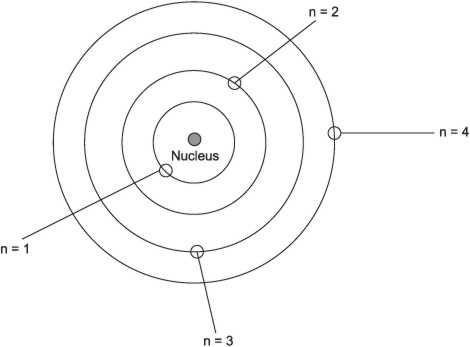 n = 2
n = 4
Nucleus
n = 1
n = 3